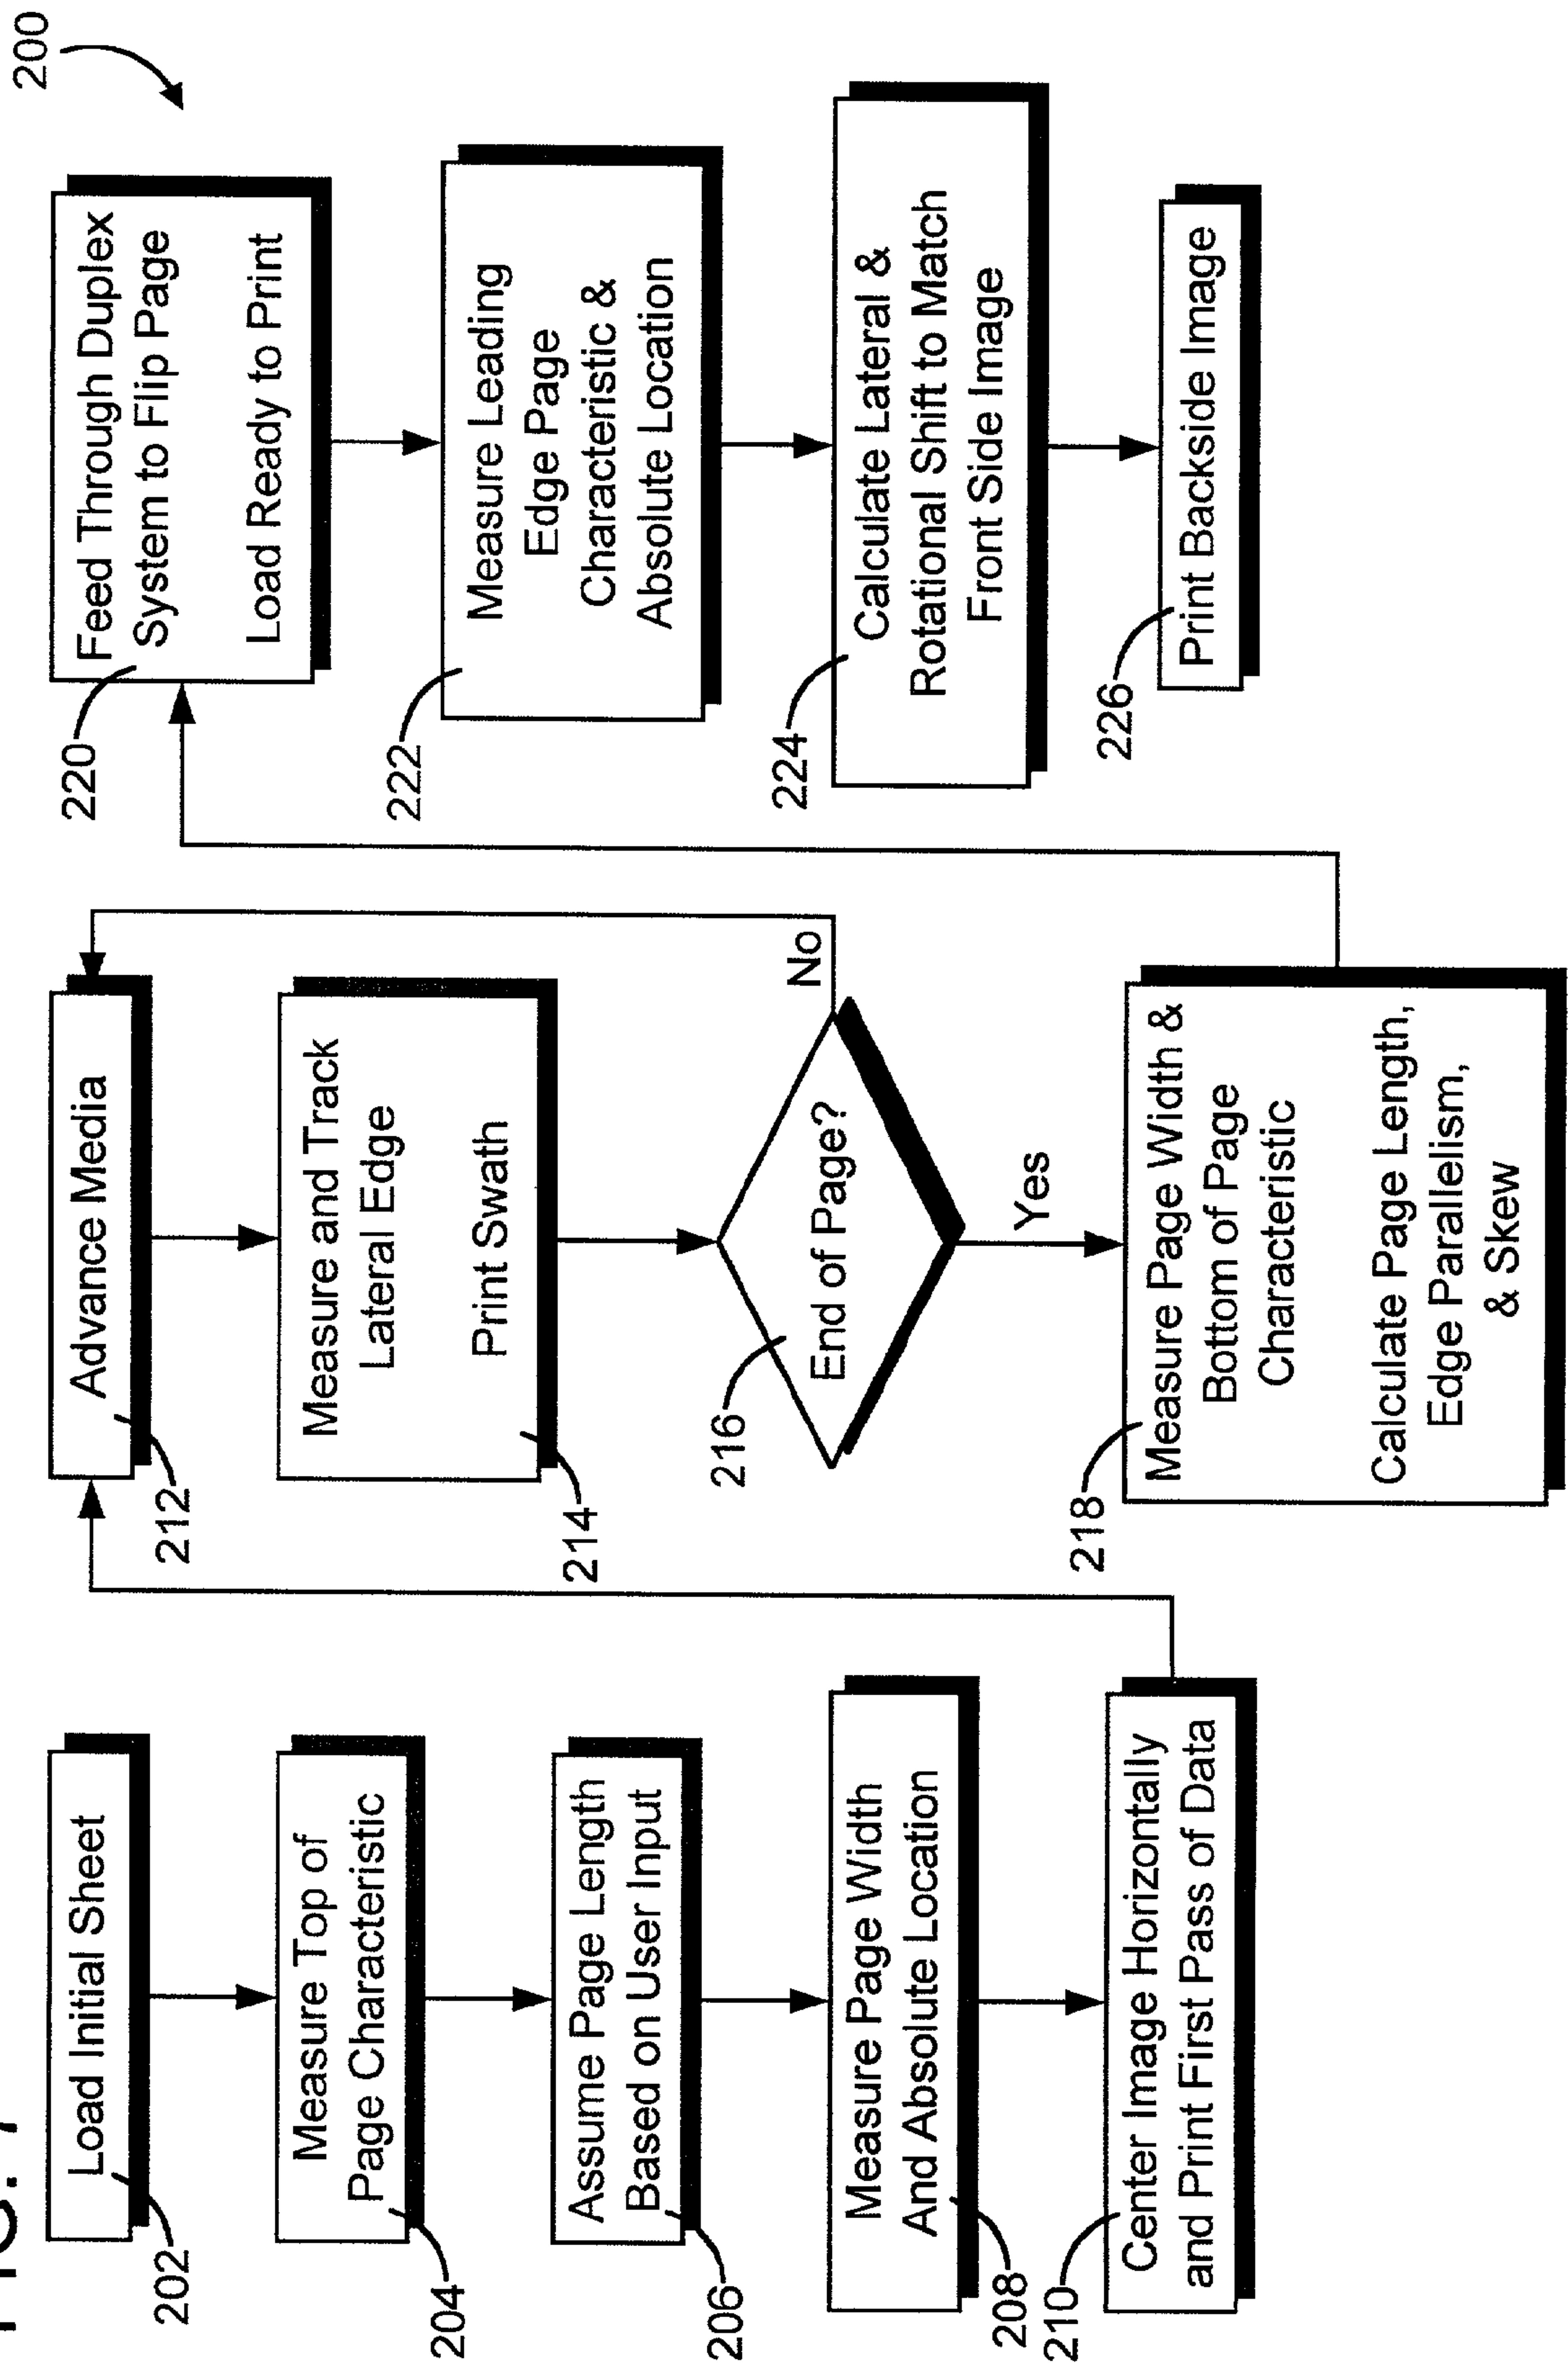 200
Load Initial Sheet
202
Measure Top of
Page Characteristic
204
Assume Page Length
Based on User Input
206
Measure Page Width
And Absolute Location
208
Center Image Horizontally
and Print First Pass of Data
210
Advance Media
212
Measure and Track
Lateral Edge
Print Swath
214
End of Page?
216
No
Yes
Measure Page Width &
Bottom of Page
Characteristic
Calculate Page Length,
Edge Parallelism,
& Skew
218
Feed Through Duplex
System to Flip Page
Load Ready to Print
220
Measure Leading
Edge Page
Characteristic &
Absolute Location
222
Calculate Lateral &
Rotational Shift to Match
Front Side Image
224
Print Backside Image
226